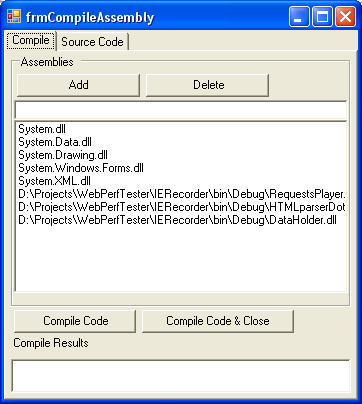 frmCompileAssembly
Compile Source Code
Assemblies
Add Delete
System.dll
System.Data.dll
System.Drawing.dll
System.Windows.Forms.dll
System.XML.dll
D:\Projects\WebPerfTester\IERecorder\bin\Debug\RequestsPlayer.
D:\Projects\WebPerfTester\IERecorder\bin\Debug\HTMLparserDot
D:\Projects\WebPerfTester\IERecorder\bin\Debug\DataHolder.dll
Compile Code Compile Code & Close
Compile Results